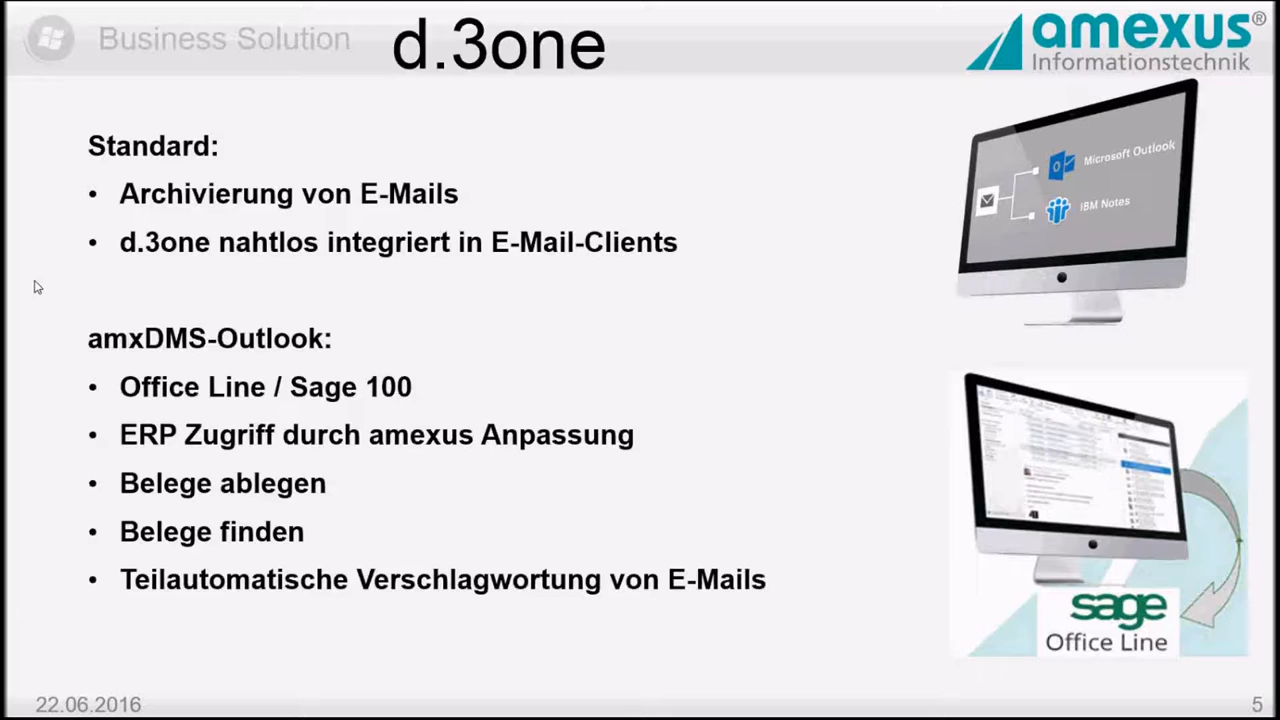 Business Solution
d.3one
amexus®
Informationstechnik
Standard:
• Archivierung von E-Mails
• d.3one nahtlos integriert in E-Mail-Clients
Microsoft Outlook
IBM Notes
amxDMS-Outlook:
• Office Line / Sage 100
• ERP Zugriff durch amexus Anpassung
• Belege ablegen
• Belege finden
• Teilautomatische Verschlagwortung von E-Mails
sage
Office Line
22.06.2016
5